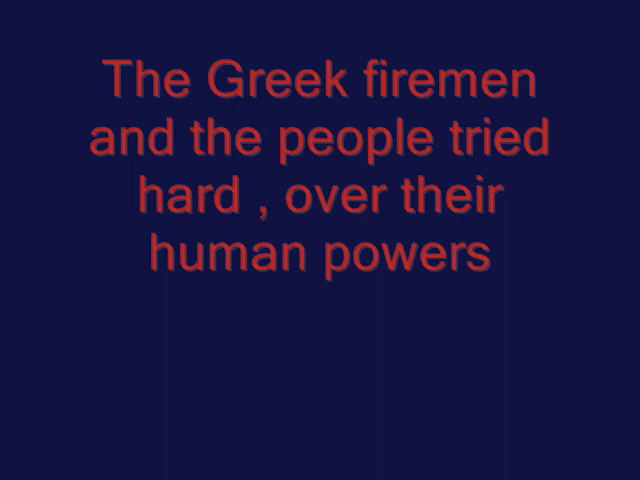 The Greek firemen
and the people tried
hard , over their
human powers